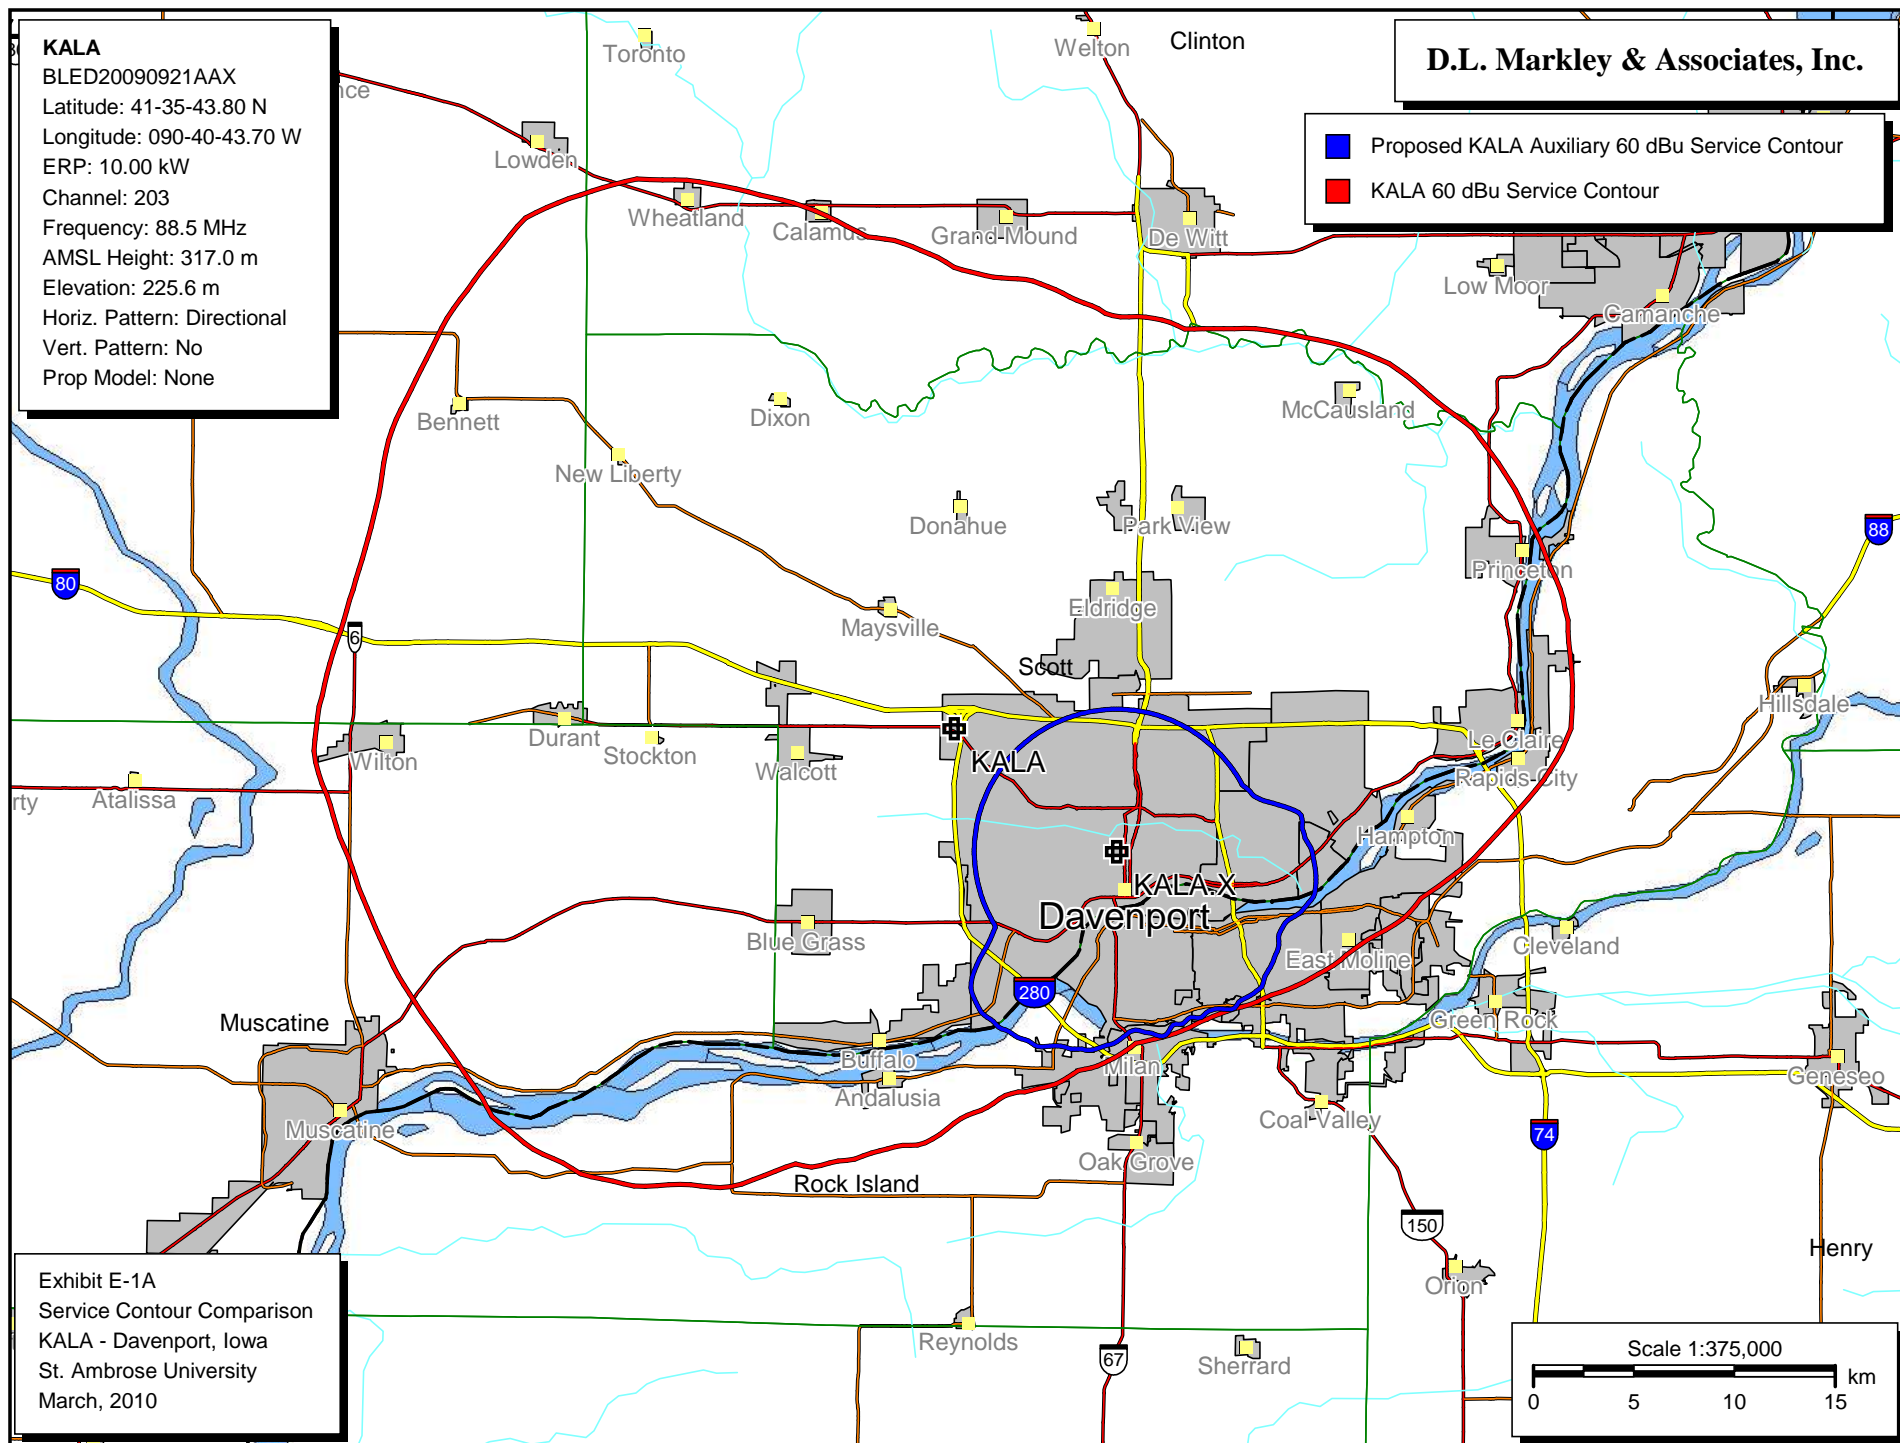 KALA
BLED20090921AAX
Latitude: 41-35-43.80 N
Longitude: 090-40-43.70 W
ERP: 10.00 kW
Channel: 203
Frequency: 88.5 MHz
AMSL Height: 317.0 m
Elevation: 225.6 m
Horiz. Pattern: Directional
Vert. Pattern: No
Prop Model: None
D.L. Markley & Associates, Inc.
Proposed KALA Auxiliary 60 dBu Service Contour
KALA 60 dBu Service Contour
Toronto
Welton
Clinton
nce
Lowden
Wheatland
Calamus
Grand Mound
De Witt
Low Moor
Camanche
Bennett
Dixon
McCausland
New Liberty
Donahue
Park View
88
Princeton
80
Eldridge
Maysville
6
Scott
Hillsdale
Durant
Stockton
Wilton
Walcott
KALA
Le Claire
Rapids City
rty
Atalissa
Hampton
KALA.X
Davenport
Blue Grass
East Moline
Cleveland
280
Green Rock
Muscatine
Buffalo
Milan
Andalusia
Geneseo
Coal Valley
Muscatine
74
Oak Grove
Rock Island
150
Henry
Orion
Reynolds
67
Sherrard
Exhibit E-1A
Service Contour Comparison
KALA - Davenport, Iowa
St. Ambrose University
March, 2010
Scale 1:375,000
km
0 5 10 15